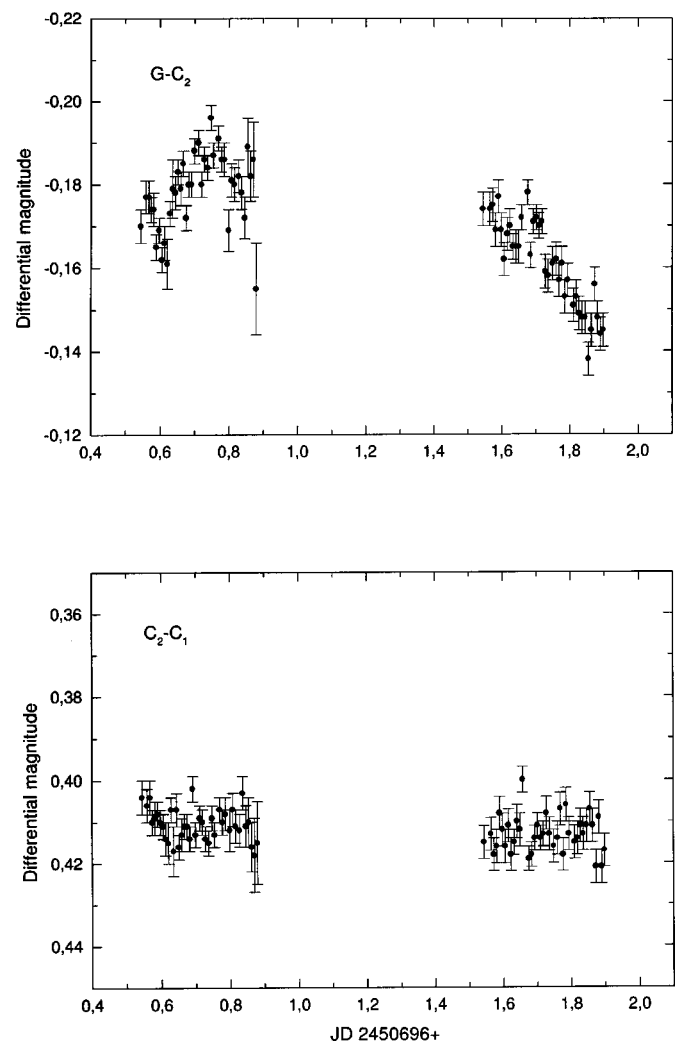 -0,22
-0,20
-0,18
-0,16
-0,14
-0,12
Differential magnitude
G-C₂
0,4 0,6 0,8 1,0 1,2 1,4 1,6 1,8 2,0
0,36
0,38
0,40
0,42
0,44
Differential magnitude
C₂-C₁
0,4 0,6 0,8 1,0 1,2 1,4 1,6 1,8 2,0
JD 2450696+